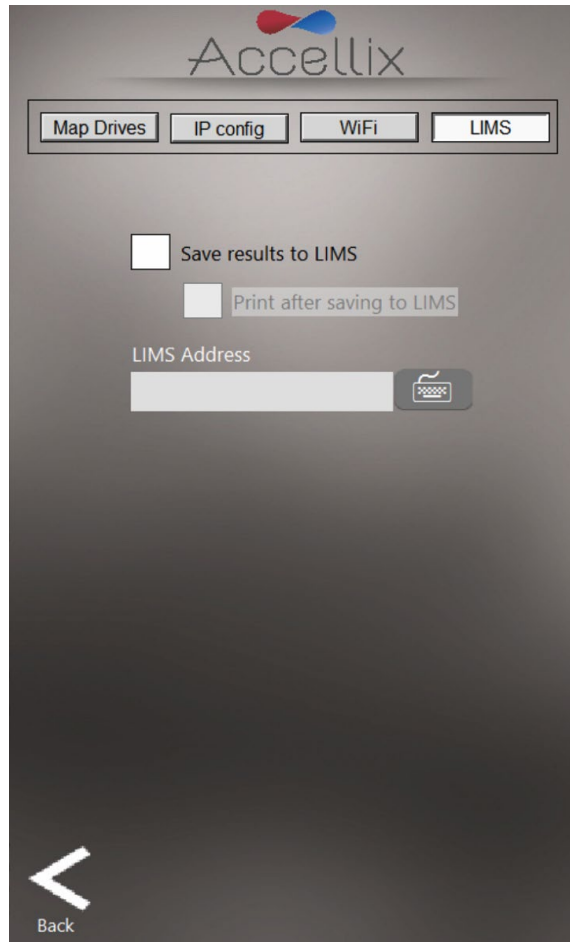 Accellix
Map Drives IP config WiFi LIMS
Save results to LIMS
Print after saving to LIMS
LIMS Address
Back